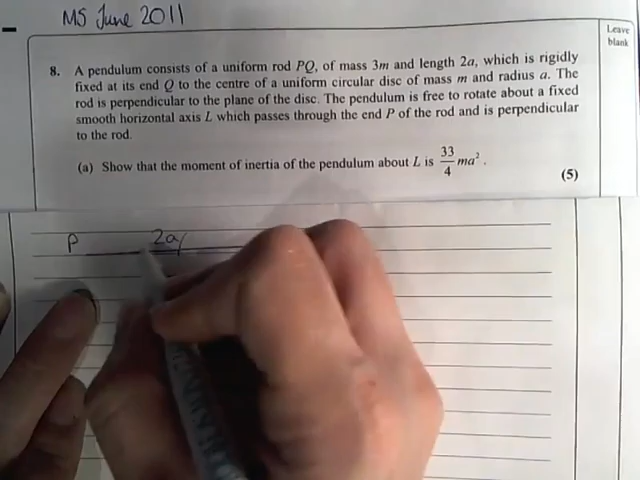 MS June 2011
Leave
blank
8. A pendulum consists of a uniform rod PQ, of mass 3m and length 2a, which is rigidly
fixed at its end Q to the centre of a uniform circular disc of mass m and radius a. The
rod is perpendicular to the plane of the disc. The pendulum is free to rotate about a fixed
smooth horizontal axis L which passes through the end P of the rod and is perpendicular
to the rod.
(a) Show that the moment of inertia of the pendulum about L is 33/4 ma².
(5)
P 2a